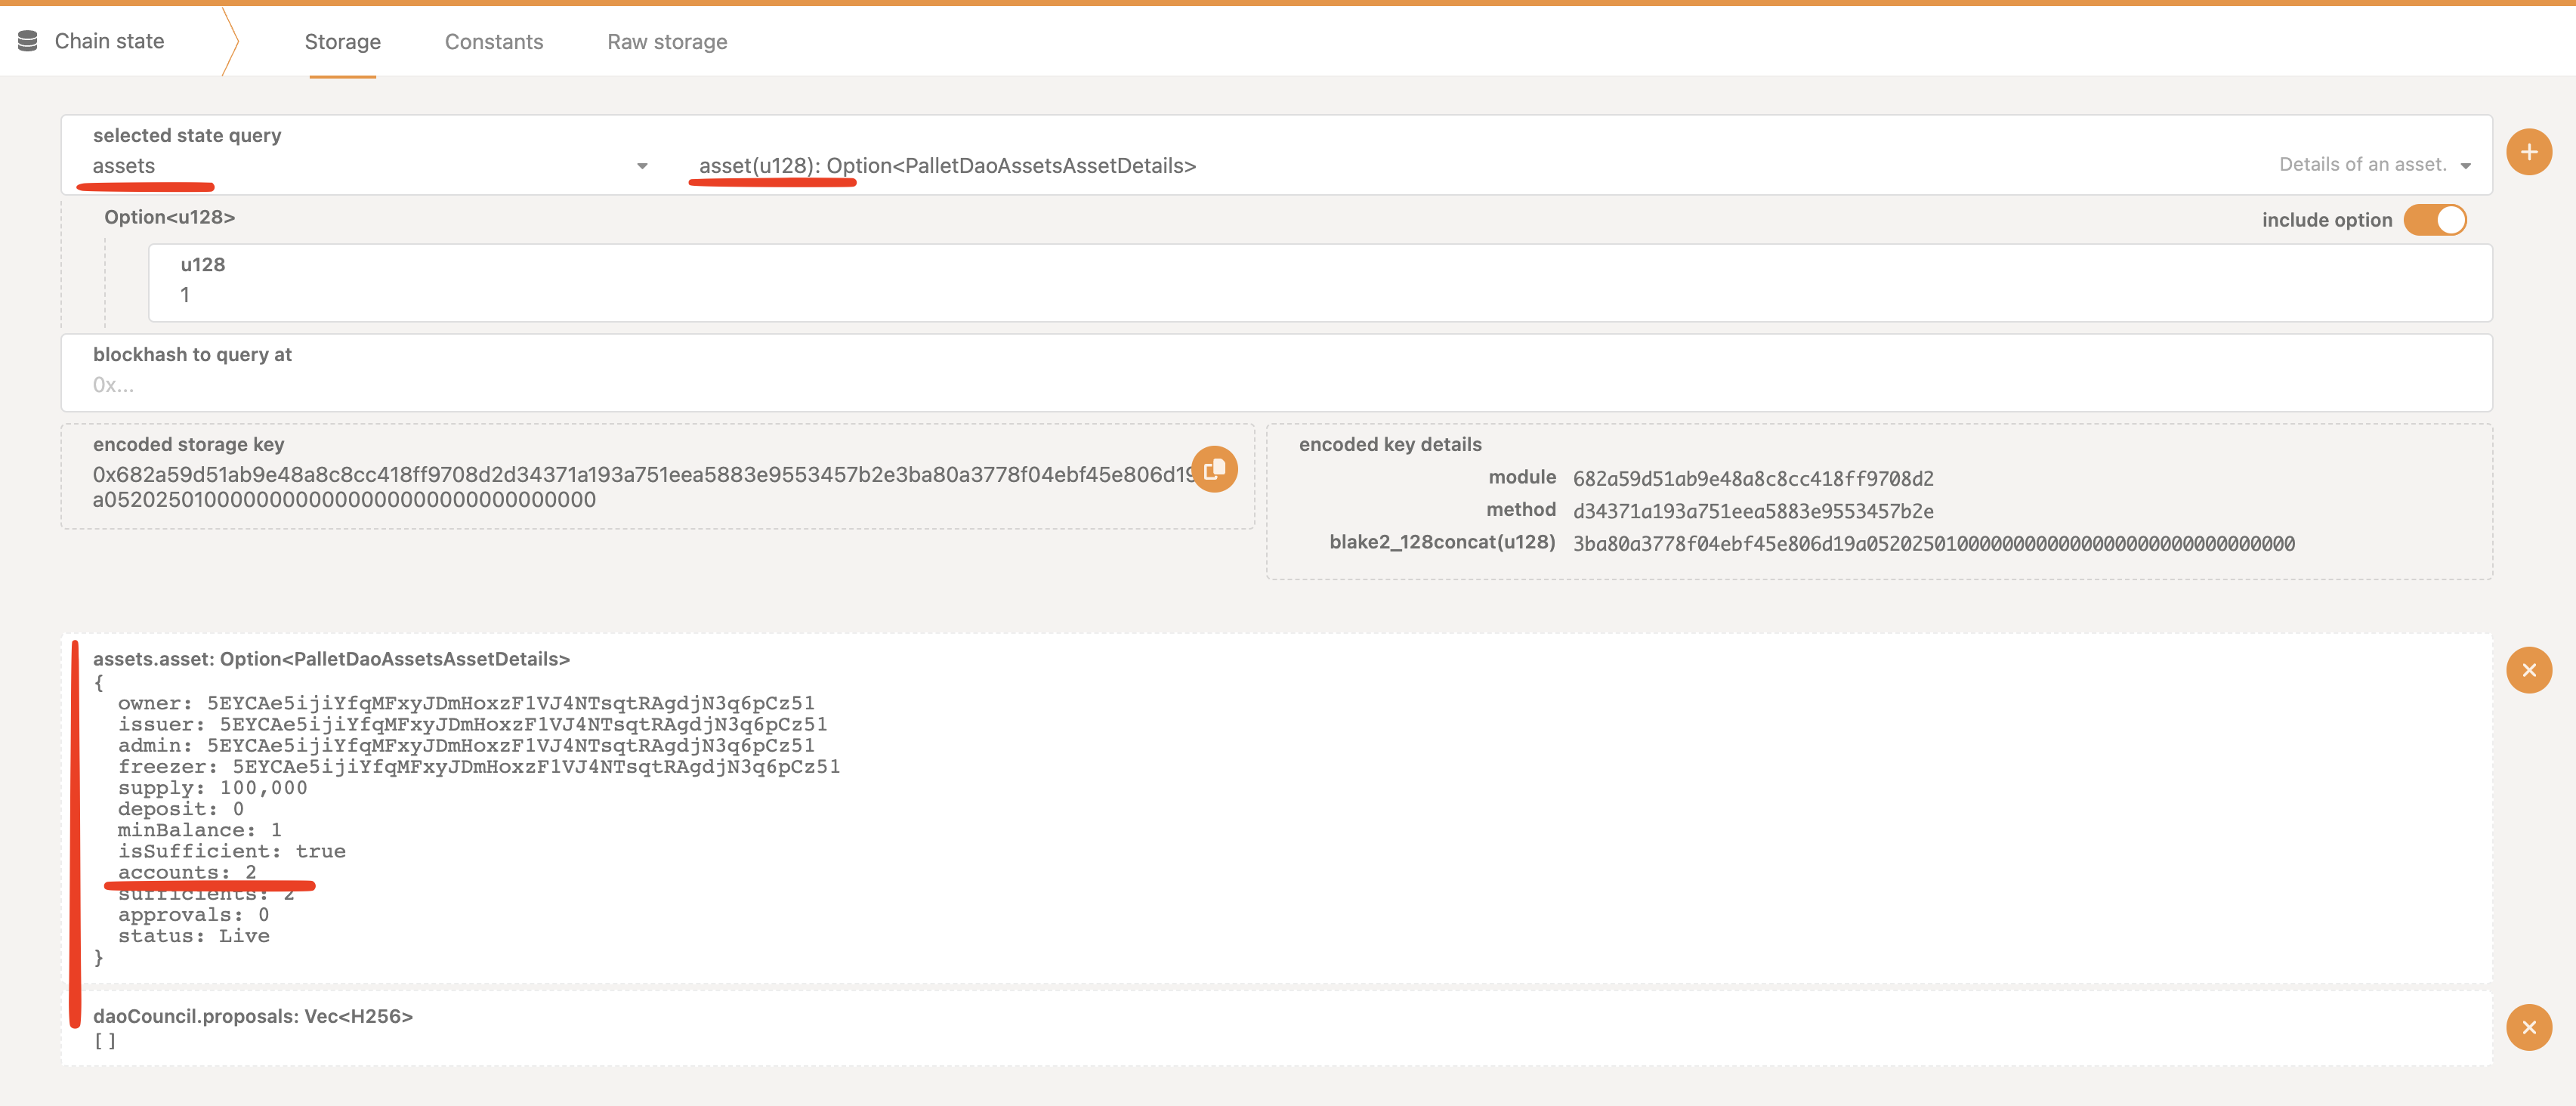 Chain state
Storage
Constants
Raw storage
selected state query
assets
asset(u128): Option<PalletDaoAssetsAssetDetails>
Details of an asset.
Option<u128>
include option
u128
1
blockhash to query at
0x...
encoded storage key
0x682a59d51ab9e48a8c8cc418ff9708d2d34371a193a751eea5883e9553457b2e3ba80a3778f04ebf45e806d19
a05202501000000000000000000000000000000
encoded key details
module 682a59d51ab9e48a8c8cc418ff9708d2
method d34371a193a751eea5883e9553457b2e
blake2_128concat(u128) 3ba80a3778f04ebf45e806d19a05202501000000000000000000000000000000
assets.asset: Option<PalletDaoAssetsAssetDetails>
{
owner: 5EYCAe5ijiYfqMFxyJDmHoxzF1VJ4NTsqtRAgdjN3q6pCz51
issuer: 5EYCAe5ijiYfqMFxyJDmHoxzF1VJ4NTsqtRAgdjN3q6pCz51
admin: 5EYCAe5ijiYfqMFxyJDmHoxzF1VJ4NTsqtRAgdjN3q6pCz51
freezer: 5EYCAe5ijiYfqMFxyJDmHoxzF1VJ4NTsqtRAgdjN3q6pCz51
supply: 100,000
deposit: 0
minBalance: 1
isSufficient: true
accounts: 2
sufficients: 2
approvals: 0
status: Live
}
daoCouncil.proposals: Vec<H256>
[]